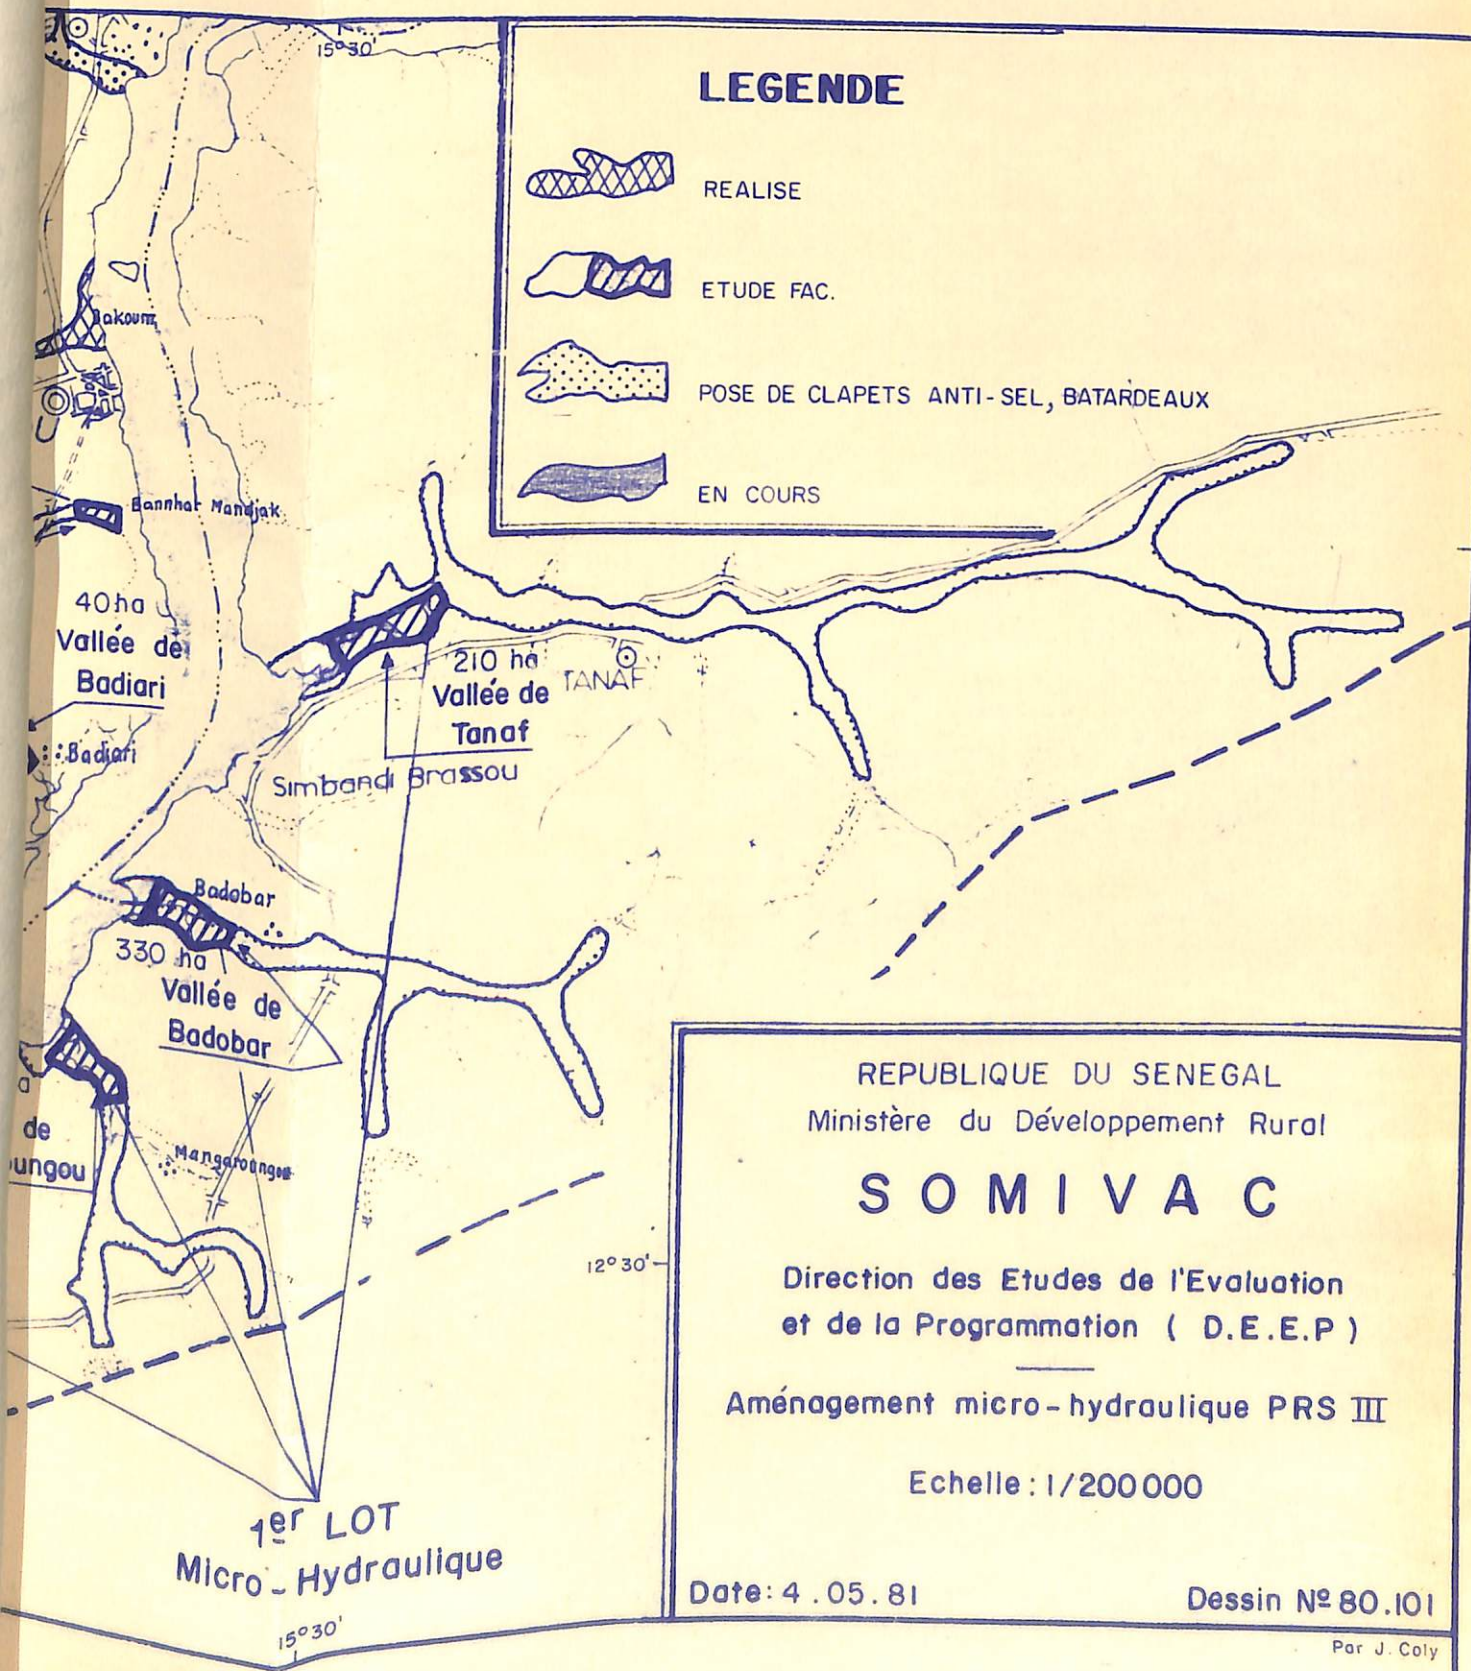 15°30'
LEGENDE
REALISE
ETUDE FAC.
POSE DE CLAPETS ANTI-SEL, BATARDEAUX
EN COURS
Bannhar Mandjak
40 ha
Vallée de
Badiari
Badiari
210 ha
Vallée de
Tanaf
TANAF
Simbandi Brassou
Badobar
330 ha
Vallée de
Badobar
de
ungou
Mangaroungou
12°30'
1er LOT
Micro-Hydraulique
15°30'
REPUBLIQUE DU SENEGAL
Ministère du Développement Rural
SOMIVAC
Direction des Etudes de l'Evaluation
et de la Programmation ( D.E.E.P )
Aménagement micro-hydraulique PRS III
Echelle : 1/200000
Date: 4.05.81
Dessin Nº 80.101
Par J. Coly